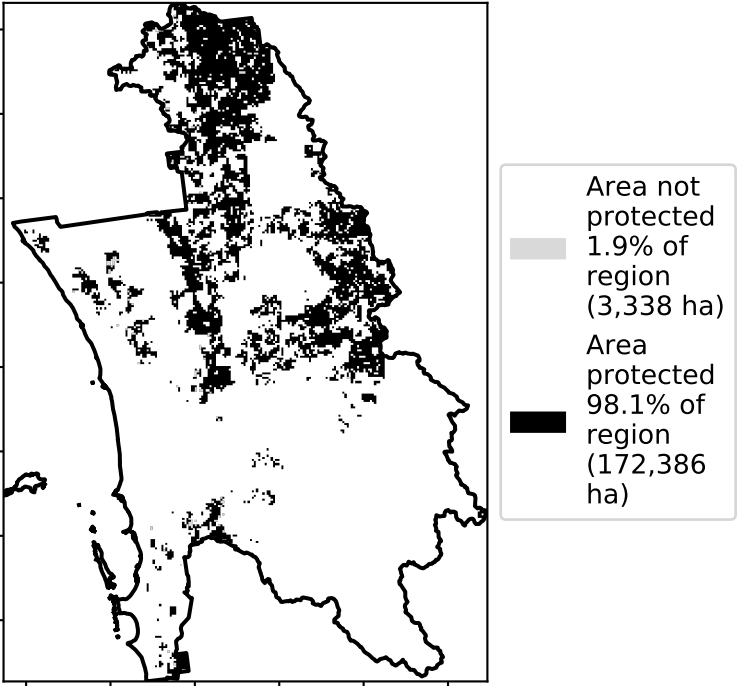 Area not
protected
1.9% of
region
(3,338 ha)
Area
protected
98.1% of
region
(172,386
ha)